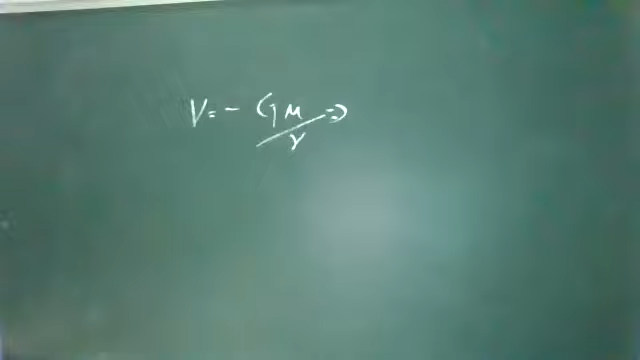 V = - GM/r ⇒